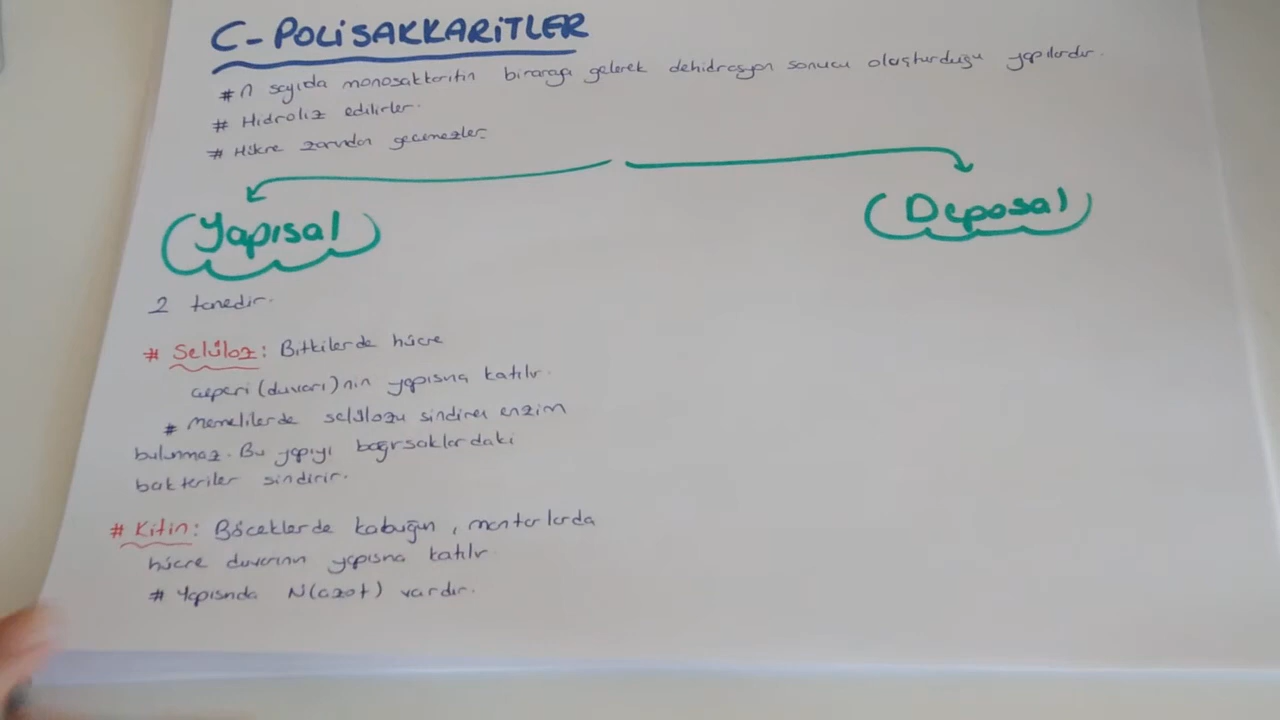 C-POLİSAKKARİTLER
# n sayıda monosakkaritin biraraya gelerek dehidrasyon sonucu oluşturduğu yapılardır.
# Hidroliz edilirler.
# Hücre zarından geçemezler.
Yapısal
Deposal
2 tanedir.
# Selüloz: Bitkilerde hücre
çeperi (duvarı)'nin yapısına katılır.
# Memelilerde selülozu sindiren enzim
bulunmaz. Bu yapıyı bağırsaklardaki
bakteriler sindirir.
# Kitin: Böceklerde kabuğun, mantarlarda
hücre duvarının yapısına katılır
# Yapısında N(azot) vardır.